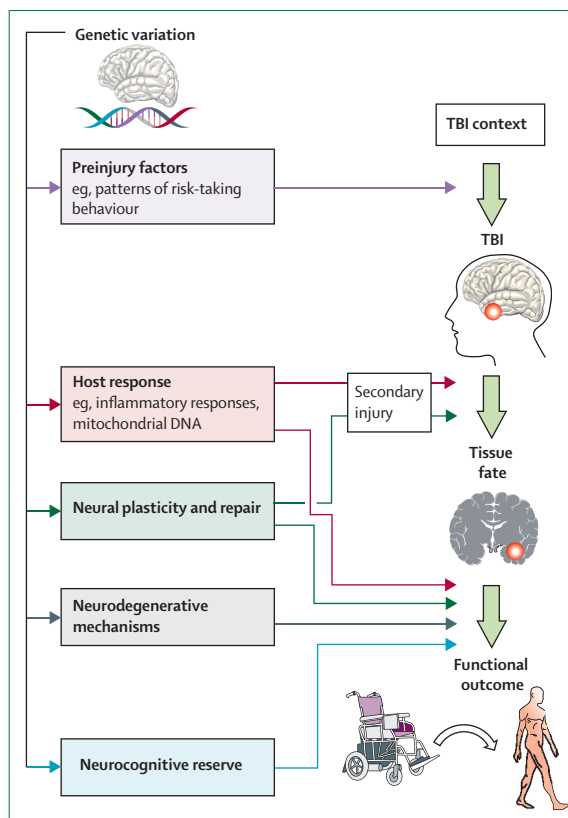 Genetic variation
TBI context
Preinjury factors
eg, patterns of risk-taking
behaviour
TBI
Host response
eg, inflammatory responses,
mitochondrial DNA
Secondary
injury
Tissue
fate
Neural plasticity and repair
Neurodegenerative
mechanisms
Functional
outcome
Neurocognitive reserve